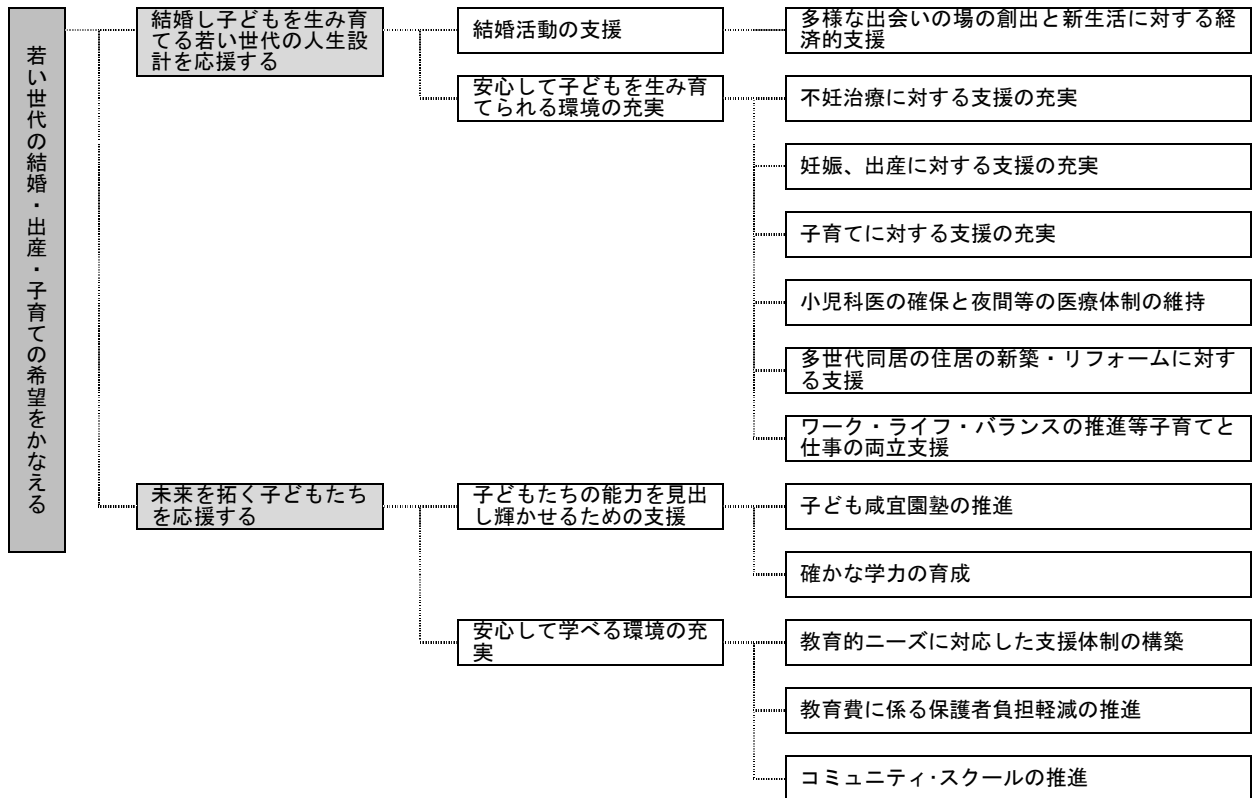 若い世代の結婚・出産・子育ての希望をかなえる
結婚し子どもを生み育
てる若い世代の人生設
計を応援する
結婚活動の支援
多様な出会いの場の創出と新生活に対する経
済的支援
安心して子どもを生み育
てられる環境の充実
不妊治療に対する支援の充実
妊娠、出産に対する支援の充実
子育てに対する支援の充実
小児科医の確保と夜間等の医療体制の維持
多世代同居の住居の新築・リフォームに対す
る支援
ワーク・ライフ・バランスの推進等子育てと
仕事の両立支援
未来を拓く子どもたち
を応援する
子どもたちの能力を見出
し輝かせるための支援
子ども咸宜園塾の推進
確かな学力の育成
安心して学べる環境の充
実
教育的ニーズに対応した支援体制の構築
教育費に係る保護者負担軽減の推進
コミュニティ・スクールの推進